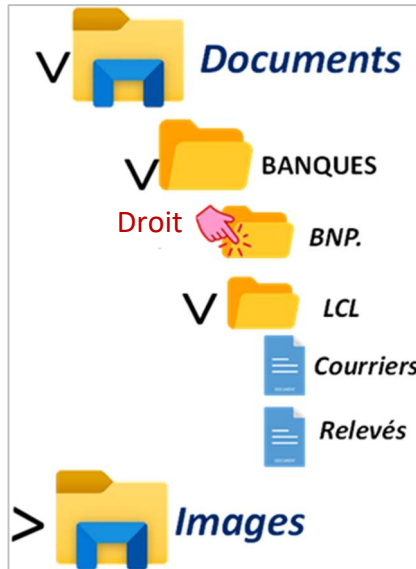 Documents
BANQUES
Droit
BNP.
LCL
Courriers
Relevés
Images